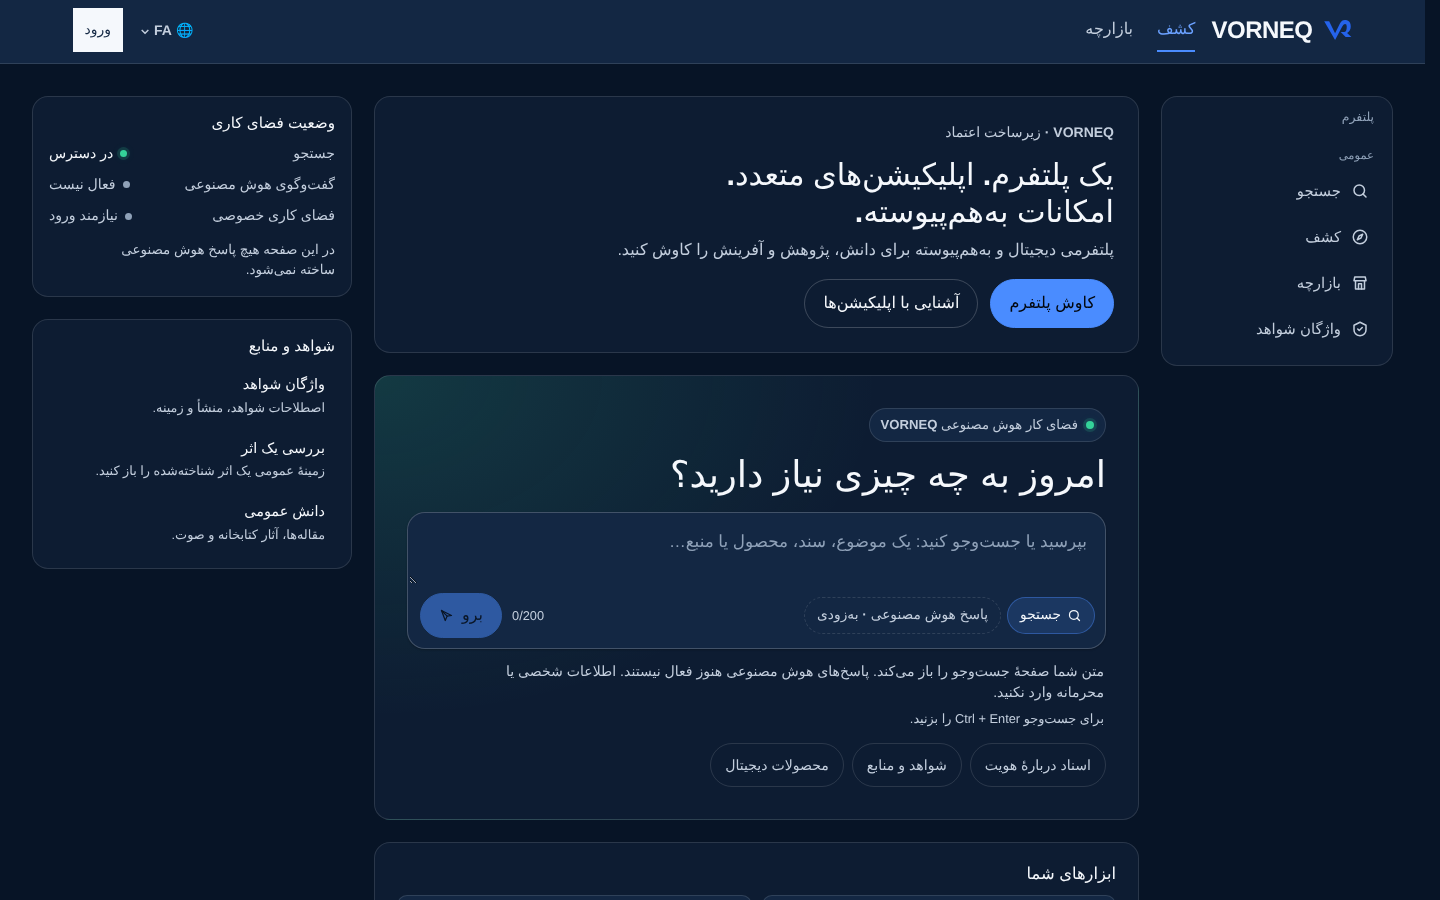 VORNEQ
کشف
بازارچه
FA
ورود
پلتفرم
عمومی
جستجو
کشف
بازارچه
واژگان شواهد
VORNEQ · زیرساخت اعتماد
یک پلتفرم. اپلیکیشن‌های متعدد.
امکانات به‌هم‌پیوسته.
پلتفرمی دیجیتال و به‌هم‌پیوسته برای دانش، پژوهش و آفرینش را کاوش کنید.
کاوش پلتفرم
آشنایی با اپلیکیشن‌ها
فضای کار هوش مصنوعی VORNEQ
امروز به چه چیزی نیاز دارید؟
بپرسید یا جست‌وجو کنید: یک موضوع، سند، محصول یا منبع…
جستجو
پاسخ هوش مصنوعی · به‌زودی
0/200
برو
متن شما صفحهٔ جست‌وجو را باز می‌کند. پاسخ‌های هوش مصنوعی هنوز فعال نیستند. اطلاعات شخصی یا
محرمانه وارد نکنید.
برای جست‌وجو Ctrl + Enter را بزنید.
اسناد دربارهٔ هویت
شواهد و منابع
محصولات دیجیتال
ابزارهای شما
وضعیت فضای کاری
جستجو
در دسترس
گفت‌وگوی هوش مصنوعی
فعال نیست
فضای کاری خصوصی
نیازمند ورود
در این صفحه هیچ پاسخ هوش مصنوعی
ساخته نمی‌شود.
شواهد و منابع
واژگان شواهد
اصطلاحات شواهد، منشأ و زمینه.
بررسی یک اثر
زمینهٔ عمومی یک اثر شناخته‌شده را باز کنید.
دانش عمومی
مقاله‌ها، آثار کتابخانه و صوت.